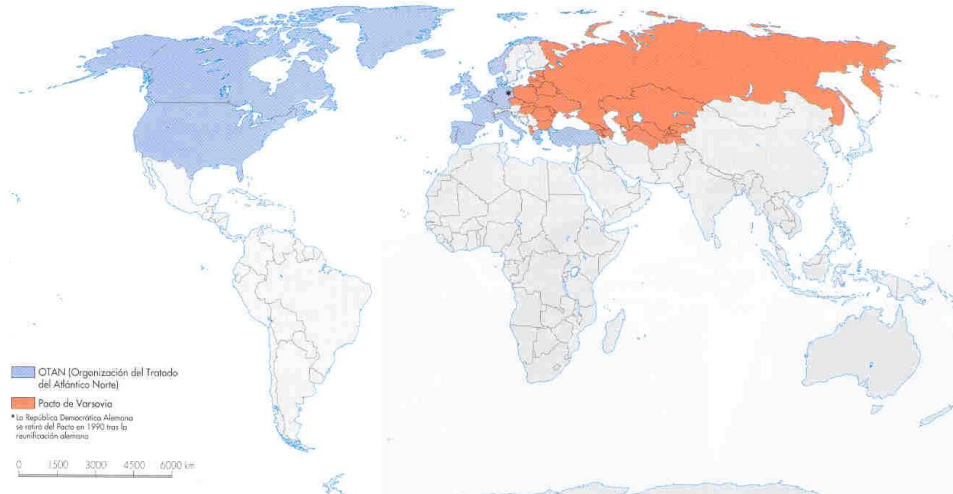 OTAN (Organización del Tratado
del Atlántico Norte)
Pacto de Varsovia
* La República Democrática Alemana
se retiró del Pacto en 1990 tras la
reunificación alemana
0 1500 3000 4500 6000 km